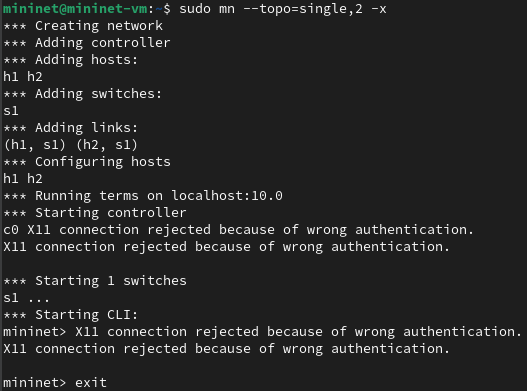 mininet@mininet-vm:~$ sudo mn --topo=single,2 -x
*** Creating network
*** Adding controller
*** Adding hosts:
h1 h2
*** Adding switches:
s1
*** Adding links:
(h1, s1) (h2, s1)
*** Configuring hosts
h1 h2
*** Running terms on localhost:10.0
*** Starting controller
c0 X11 connection rejected because of wrong authentication.
X11 connection rejected because of wrong authentication.
*** Starting 1 switches
s1 ...
*** Starting CLI:
mininet> X11 connection rejected because of wrong authentication.
X11 connection rejected because of wrong authentication.
mininet> exit